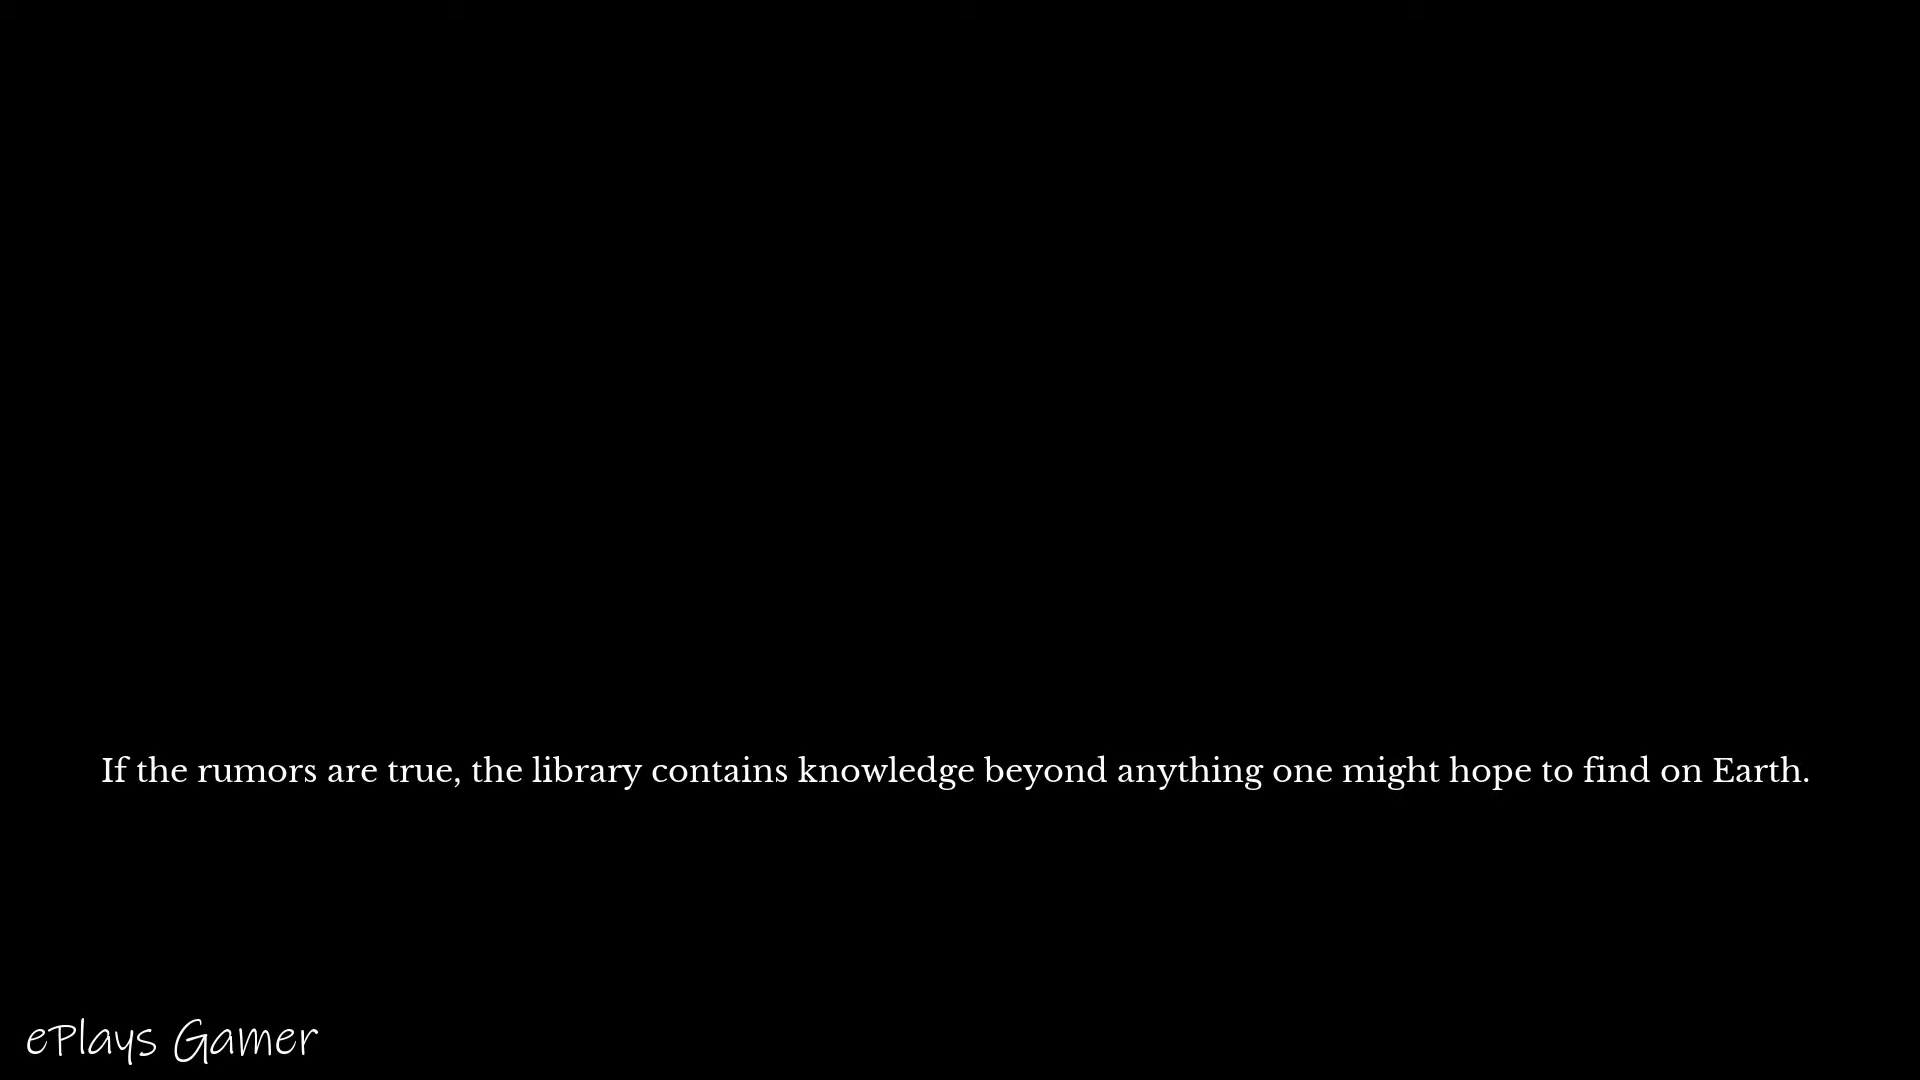 If the rumors are true, the library contains knowledge beyond anything one might hope to find on Earth.
ePlays Gamer